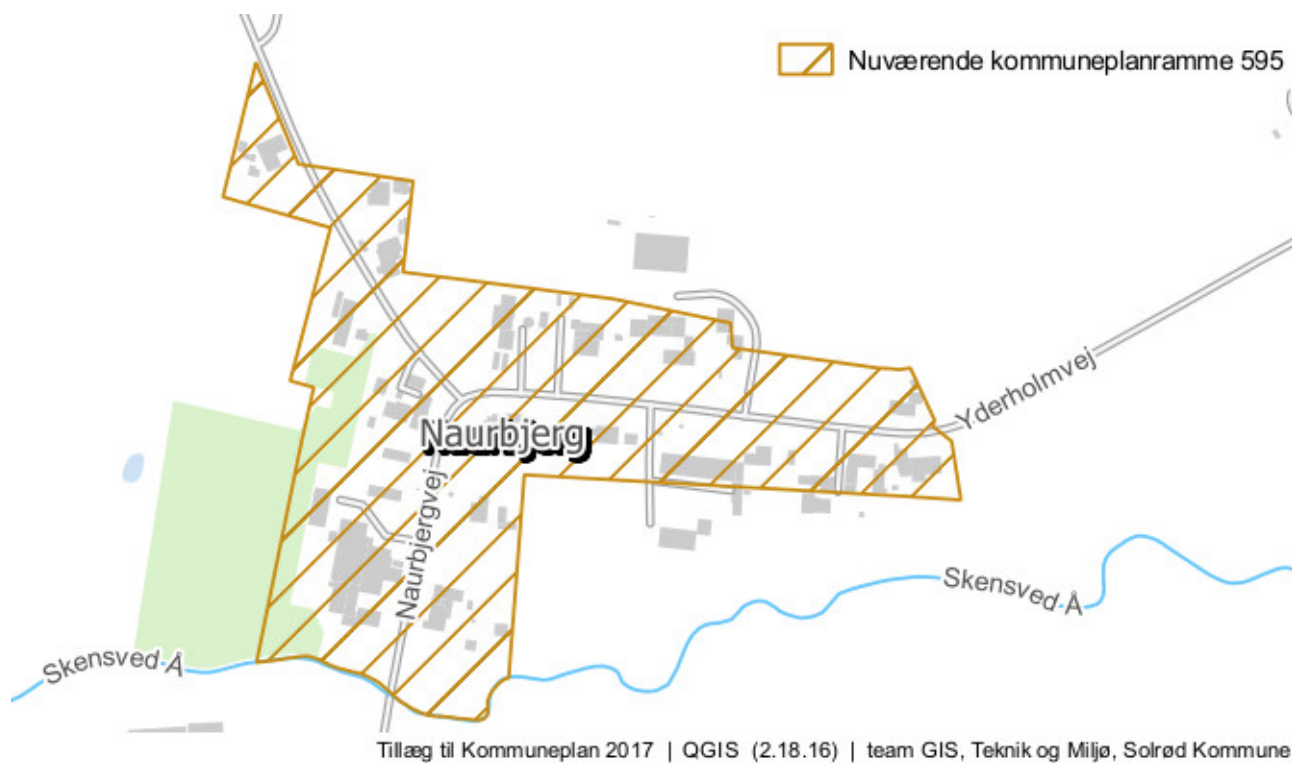 Nuværende kommuneplanramme 595
Yderholmvej
Naurbjerg
Naurbjergvej
Skensved Å
Skensved Å
Tillæg til Kommuneplan 2017 | QGIS (2.18.16) | team GIS, Teknik og Miljø, Solrød Kommune